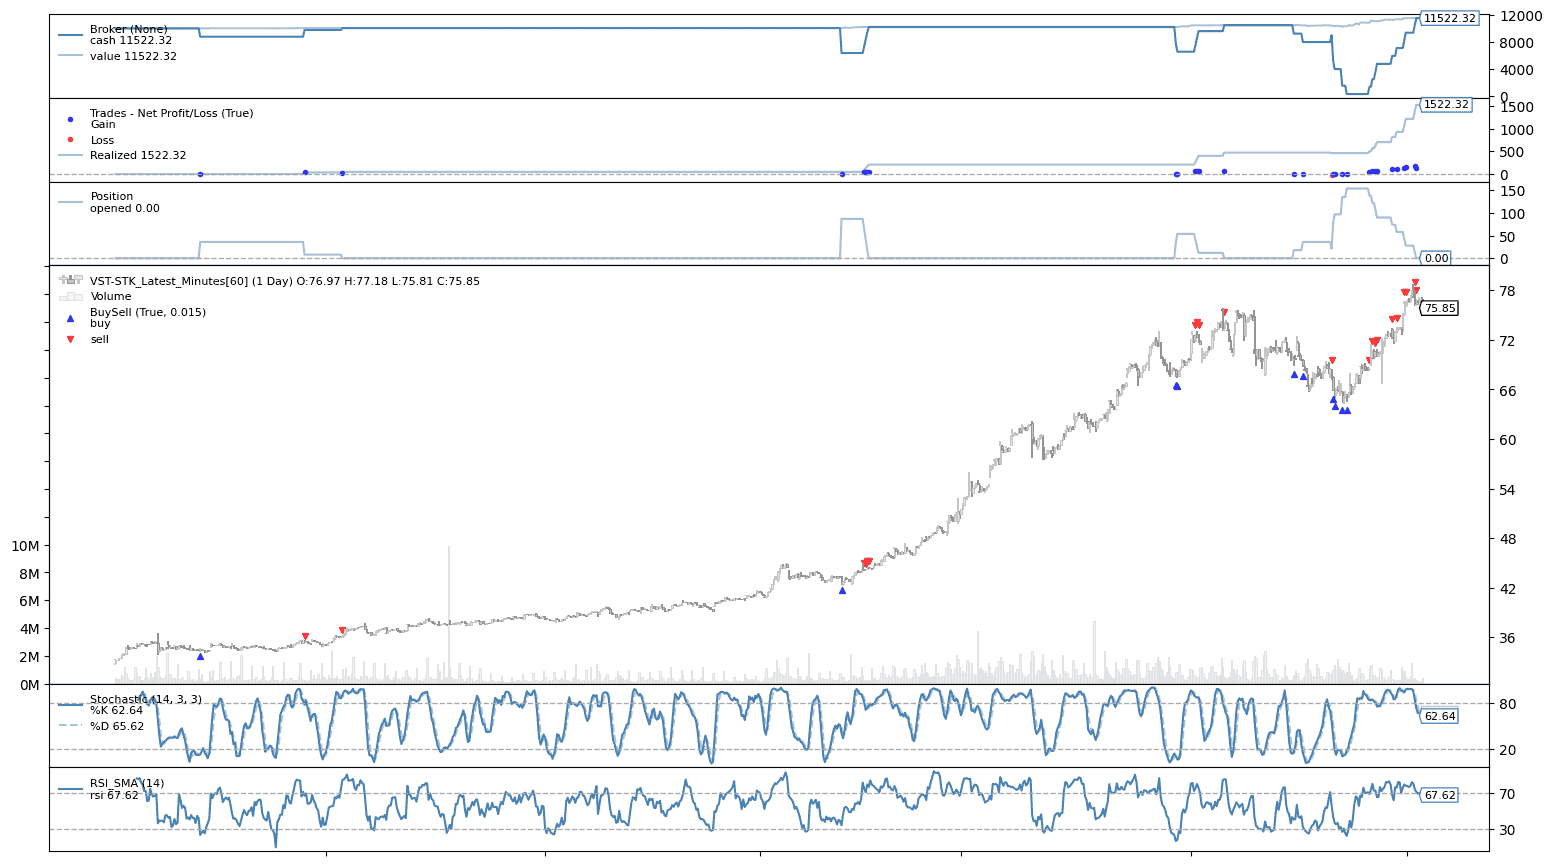 Broker (None)
cash 11522.32
value 11522.32
11522.32
12000
8000
4000
0
Trades - Net Profit/Loss (True)
Gain
Loss
Realized 1522.32
1522.32
1500
1000
500
0
Position
opened 0.00
150
100
50
0
0.00
VST-STK_Latest_Minutes[60] (1 Day) O:76.97 H:77.18 L:75.81 C:75.85
Volume
BuySell (True, 0.015)
buy
sell
78
75.85
72
66
60
54
48
42
36
10M
8M
6M
4M
2M
0M
Stochastic (14, 3, 3)
%K 62.64
%D 65.62
80
62.64
20
RSI_SMA (14)
rsi 67.62
70
67.62
30